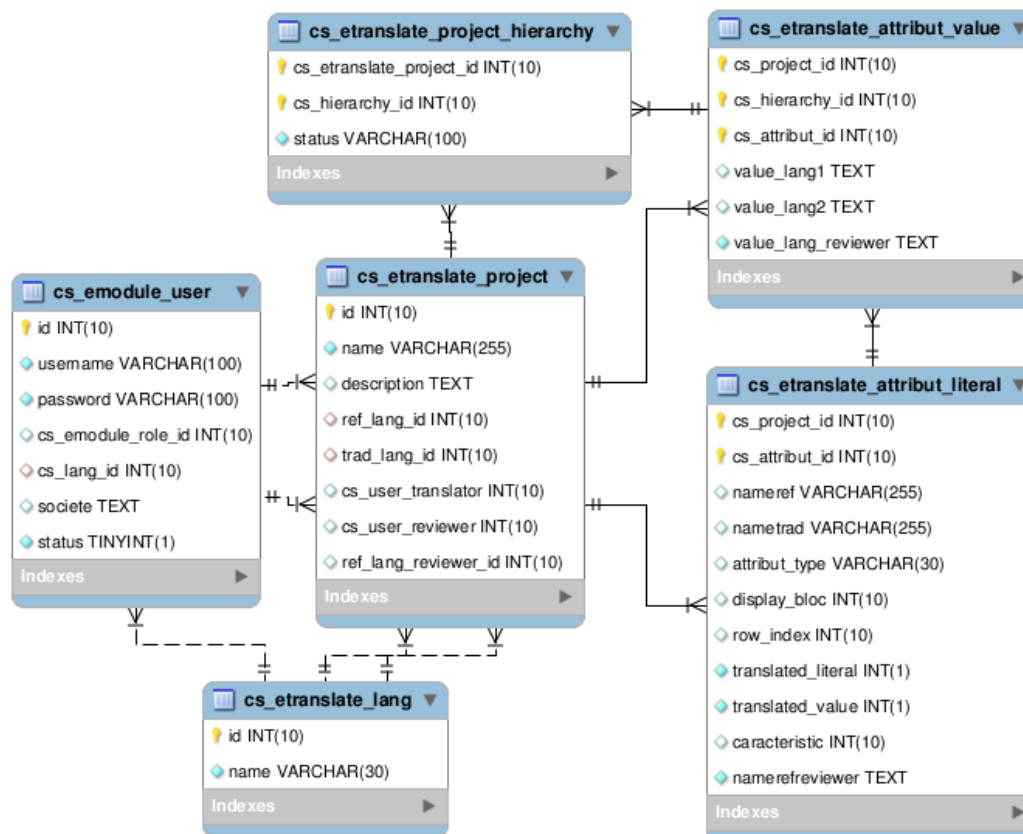 cs_etranslate_project_hierarchy
cs_etranslate_project_id INT(10)
cs_hierarchy_id INT(10)
status VARCHAR(100)
Indexes
cs_etranslate_attribut_value
cs_project_id INT(10)
cs_hierarchy_id INT(10)
cs_attribut_id INT(10)
value_lang1 TEXT
value_lang2 TEXT
value_lang_reviewer TEXT
Indexes
cs_emodule_user
id INT(10)
username VARCHAR(100)
password VARCHAR(100)
cs_emodule_role_id INT(10)
cs_lang_id INT(10)
societe TEXT
status TINYINT(1)
Indexes
cs_etranslate_project
id INT(10)
name VARCHAR(255)
description TEXT
ref_lang_id INT(10)
trad_lang_id INT(10)
cs_user_translator INT(10)
cs_user_reviewer INT(10)
ref_lang_reviewer_id INT(10)
Indexes
cs_etranslate_attribut_literal
cs_project_id INT(10)
cs_attribut_id INT(10)
nameref VARCHAR(255)
nametrad VARCHAR(255)
attribut_type VARCHAR(30)
display_bloc INT(10)
row_index INT(10)
translated_literal INT(1)
translated_value INT(1)
caracteristic INT(10)
namerefreviewer TEXT
Indexes
cs_etranslate_lang
id INT(10)
name VARCHAR(30)
Indexes